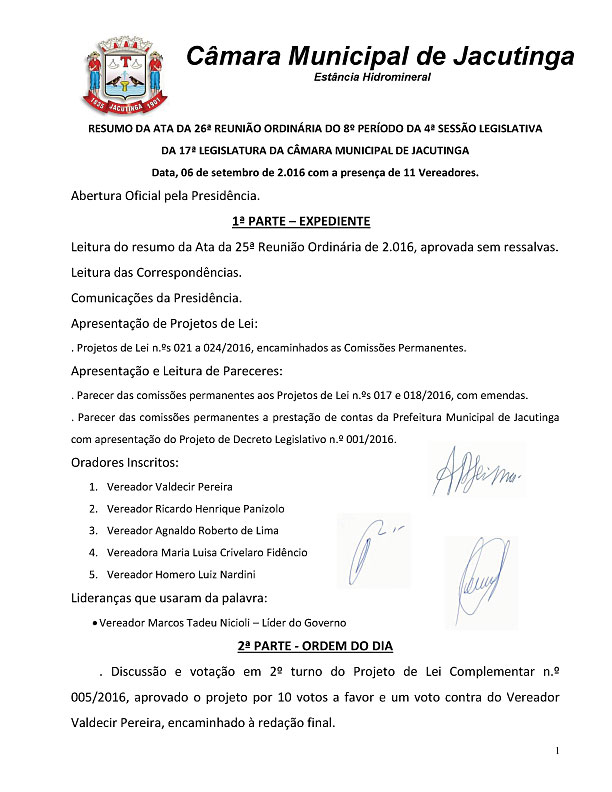 Câmara Municipal de Jacutinga
Estância Hidromineral
1835 JACUTINGA 1901
RESUMO DA ATA DA 26ª REUNIÃO ORDINÁRIA DO 8º PERÍODO DA 4ª SESSÃO LEGISLATIVA
DA 17ª LEGISLATURA DA CÂMARA MUNICIPAL DE JACUTINGA
Data, 06 de setembro de 2.016 com a presença de 11 Vereadores.
Abertura Oficial pela Presidência.
1ª PARTE – EXPEDIENTE
Leitura do resumo da Ata da 25ª Reunião Ordinária de 2.016, aprovada sem ressalvas.
Leitura das Correspondências.
Comunicações da Presidência.
Apresentação de Projetos de Lei:
. Projetos de Lei n.ºs 021 a 024/2016, encaminhados as Comissões Permanentes.
Apresentação e Leitura de Pareceres:
. Parecer das comissões permanentes aos Projetos de Lei n.ºs 017 e 018/2016, com emendas.
. Parecer das comissões permanentes a prestação de contas da Prefeitura Municipal de Jacutinga
com apresentação do Projeto de Decreto Legislativo n.º 001/2016.
Oradores Inscritos:
1. Vereador Valdecir Pereira
2. Vereador Ricardo Henrique Panizolo
3. Vereador Agnaldo Roberto de Lima
4. Vereadora Maria Luisa Crivelaro Fidêncio
5. Vereador Homero Luiz Nardini
Lideranças que usaram da palavra:
• Vereador Marcos Tadeu Nicioli – Líder do Governo
2ª PARTE - ORDEM DO DIA
. Discussão e votação em 2º turno do Projeto de Lei Complementar n.º
005/2016, aprovado o projeto por 10 votos a favor e um voto contra do Vereador
Valdecir Pereira, encaminhado à redação final.
1